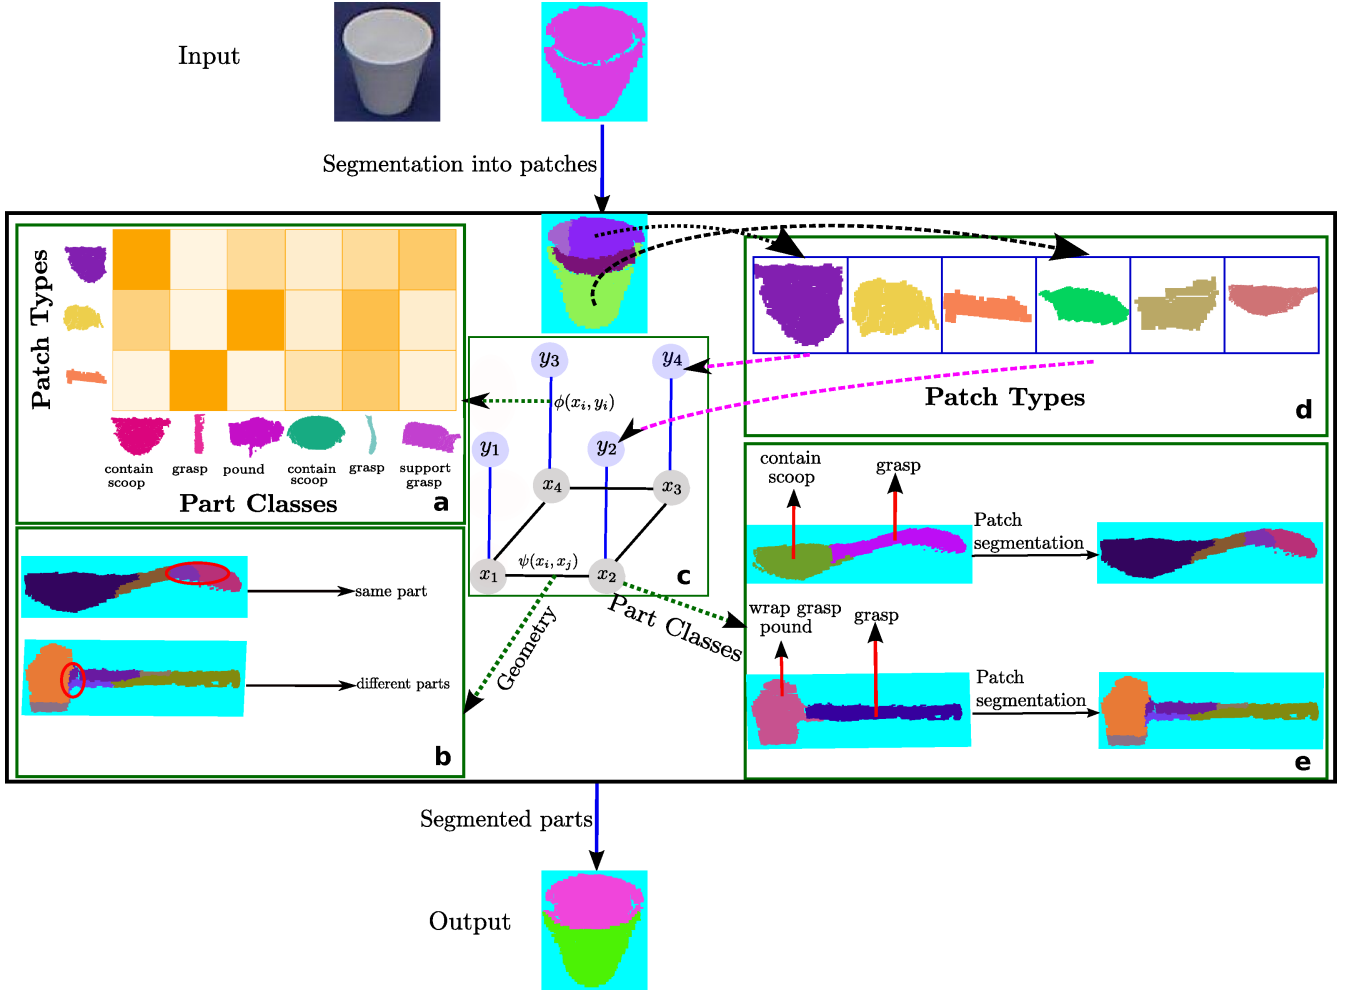 Input
Segmentation into patches
Patch Types
contain
scoop
grasp
pound
contain
scoop
grasp
support
grasp
Part Classes
a
same part
different parts
b
y3
y4
ϕ(xi, yi)
y1
y2
x4
x3
ψ(xi, xj)
x1
x2
c
Geometry
Part Classes
Patch Types
d
contain
scoop
grasp
Patch
segmentation
wrap grasp
pound
grasp
Patch
segmentation
e
Segmented parts
Output